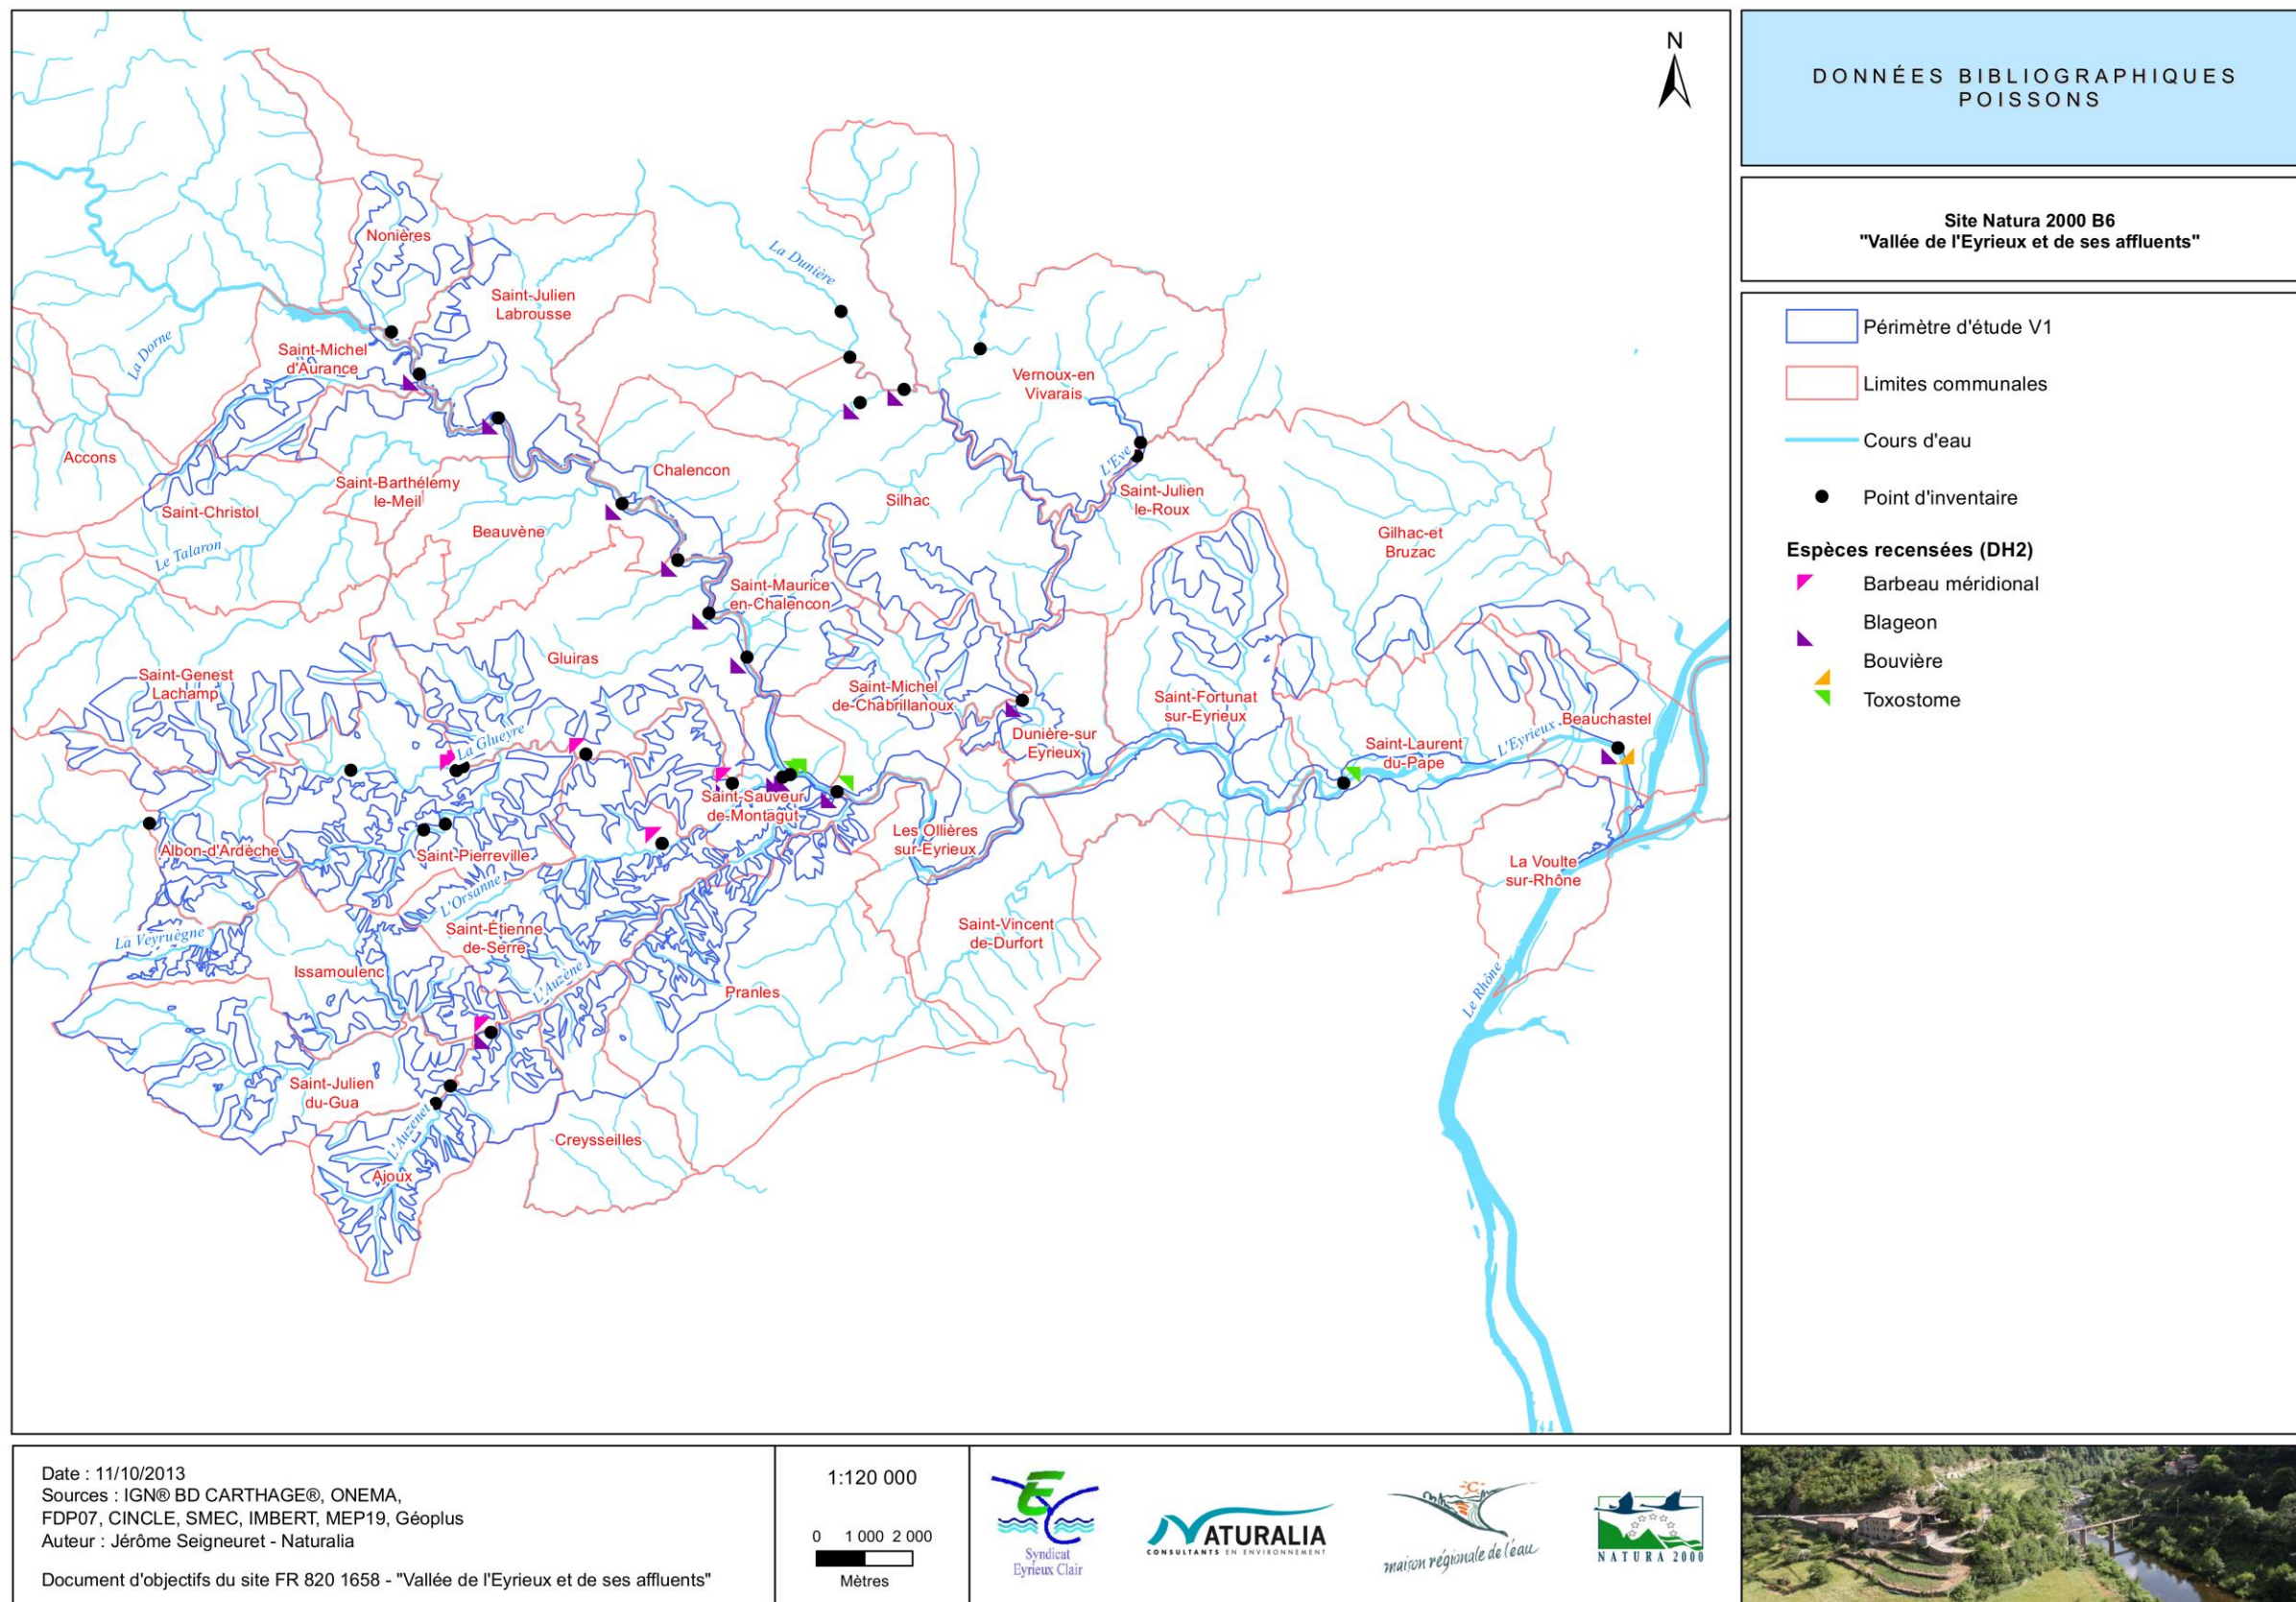 N
La Dunière
Nonières
Saint-Julien
Labrousse
La Dorne
Saint-Michel
d'Aurance
Vernoux-en
Vivarais
Accons
Chalencon
L'Eve
Saint-Barthélemy
le-Meil
Saint-Julien
le-Roux
Silhac
Saint-Christol
Beauvène
Gilhac-et
Bruzac
Le Talaron
Saint-Maurice
en-Chalencon
Gluiras
Saint-Genest
Lachamp
Saint-Michel
de-Chabrillanoux
Saint-Fortunat
sur-Eyrieux
Beauchastel
La Glueyre
Dunière-sur
Eyrieux
L'Eyrieux
Saint-Laurent
du-Pape
Saint-Sauveur
de-Montagut
Les Ollières
sur-Eyrieux
Albon-d'Ardèche
Saint-Pierreville
La Voulte
sur-Rhône
L'Orsanne
Saint-Étienne
de-Serre
Saint-Vincent
de-Durfort
La Veyruègne
Issamoulenc
L'Auzène
Pranles
Le Rhône
Saint-Julien
du-Gua
L'Auzenet
Creysseilles
Ajoux
DONNÉES BIBLIOGRAPHIQUES
POISSONS
Site Natura 2000 B6
"Vallée de l'Eyrieux et de ses affluents"
Périmètre d'étude V1
Limites communales
Cours d'eau
Point d'inventaire
Espèces recensées (DH2)
Barbeau méridional
Blageon
Bouvière
Toxostome
Date : 11/10/2013
Sources : IGN® BD CARTHAGE®, ONEMA,
FDP07, CINCLE, SMEC, IMBERT, MEP19, Géoplus
Auteur : Jérôme Seigneuret - Naturalia
Document d'objectifs du site FR 820 1658 - "Vallée de l'Eyrieux et de ses affluents"
1:120 000
0 1 000 2 000
Mètres
E
Syndicat
Eyrieux Clair
NATURALIA
CONSULTANTS EN ENVIRONNEMENT
maison régionale de l'eau
NATURA 2000